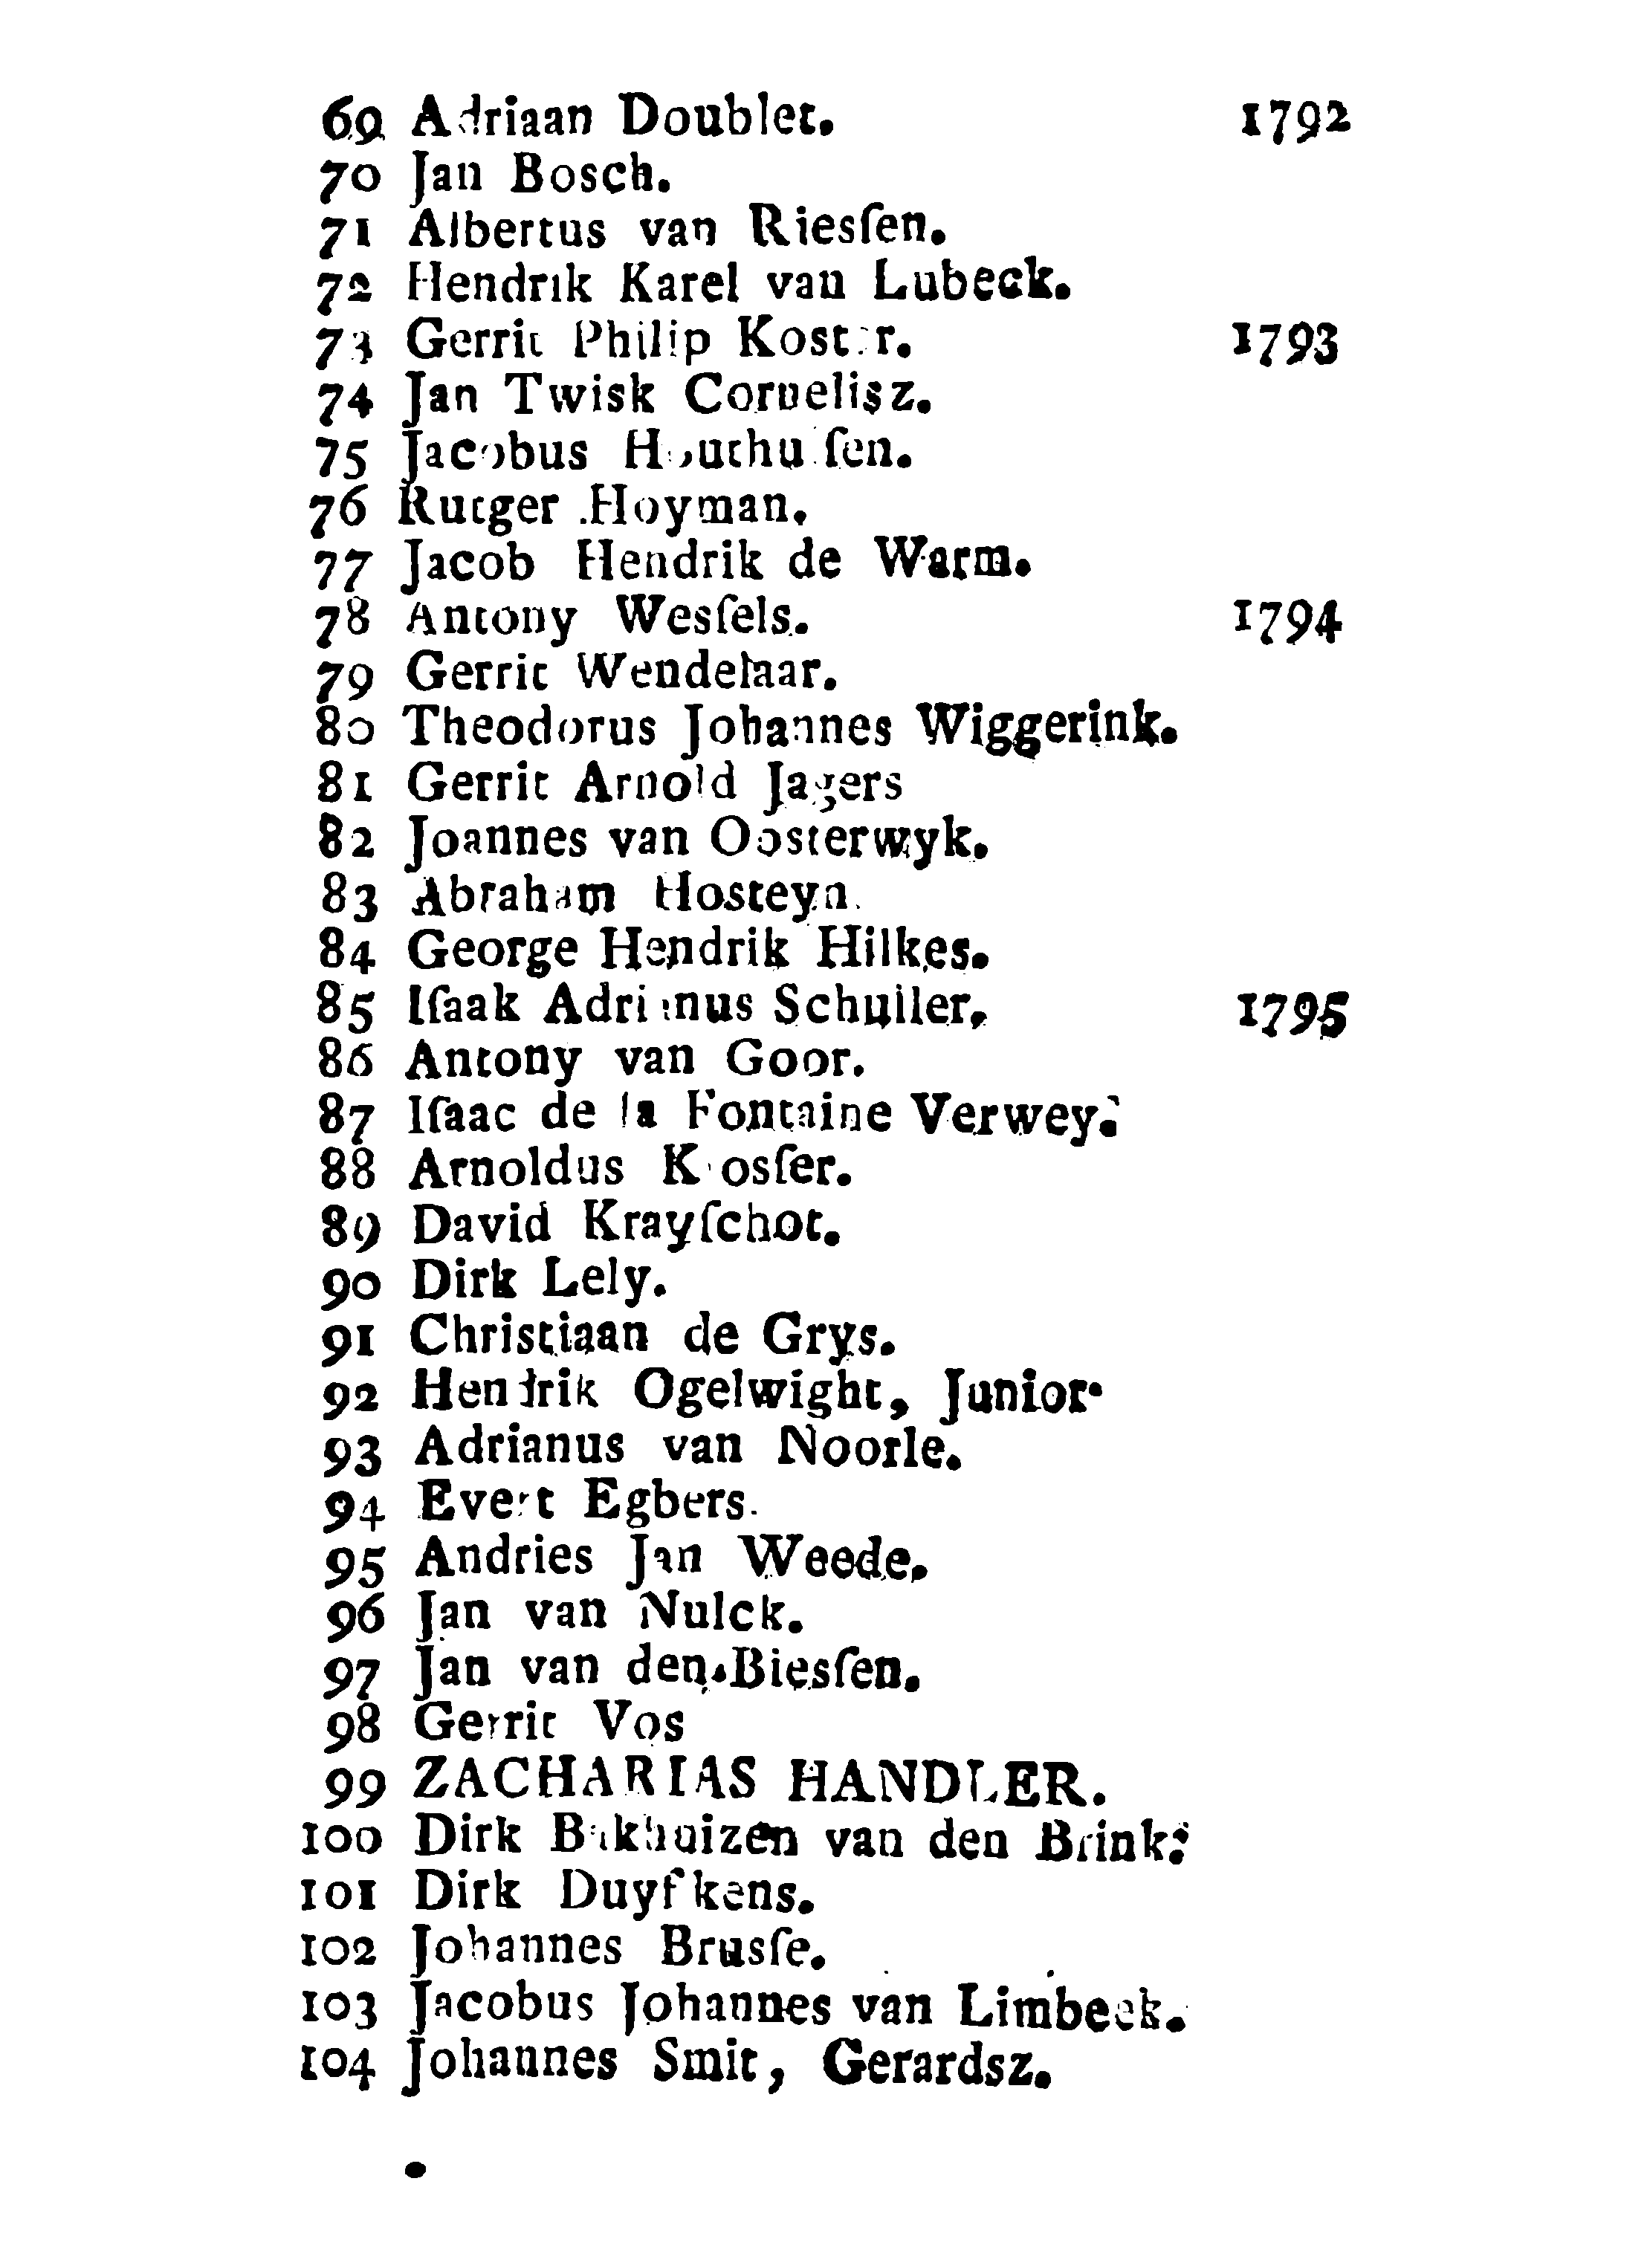 69 Adriaan Doublet. 1792
70 Jan Bosch.
71 Albertus van Riesſen.
72 Hendrik Karel van Lubeck.
73 Gerrit Philip Koster. 1793
74 Jan Twisk Cornelisz.
75 Jacobus Houthuiſen.
76 Rutger Hoyman.
77 Jacob Hendrik de Warm.
78 Antony Wesſels. 1794
79 Gerrit Wendelaar.
80 Theodorus Johannes Wiggerink.
81 Gerrit Arnold Jagers
82 Joannes van Oosterwyk.
83 Abraham Hosteyn.
84 George Hendrik Hilkes.
85 Iſaak Adrianus Schuller. 1795
86 Antony van Goor.
87 Iſaac de la Fontaine Verwey.
88 Arnoldus Klosſer.
89 David Krayſchot.
90 Dirk Lely.
91 Christiaan de Grys.
92 Hendrik Ogelwight, Junior.
93 Adrianus van Noorle.
94 Evert Egbers.
95 Andries Jan Weede.
96 Jan van Nulck.
97 Jan van den Biesſen.
98 Gerrit Vos
99 ZACHARIAS HANDLER.
100 Dirk Bakhuizen van den Brink.
101 Dirk Duyfkens.
102 Johannes Brusſe.
103 Jacobus Johannes van Limbeek.
104 Johannes Smit, Gerardsz.